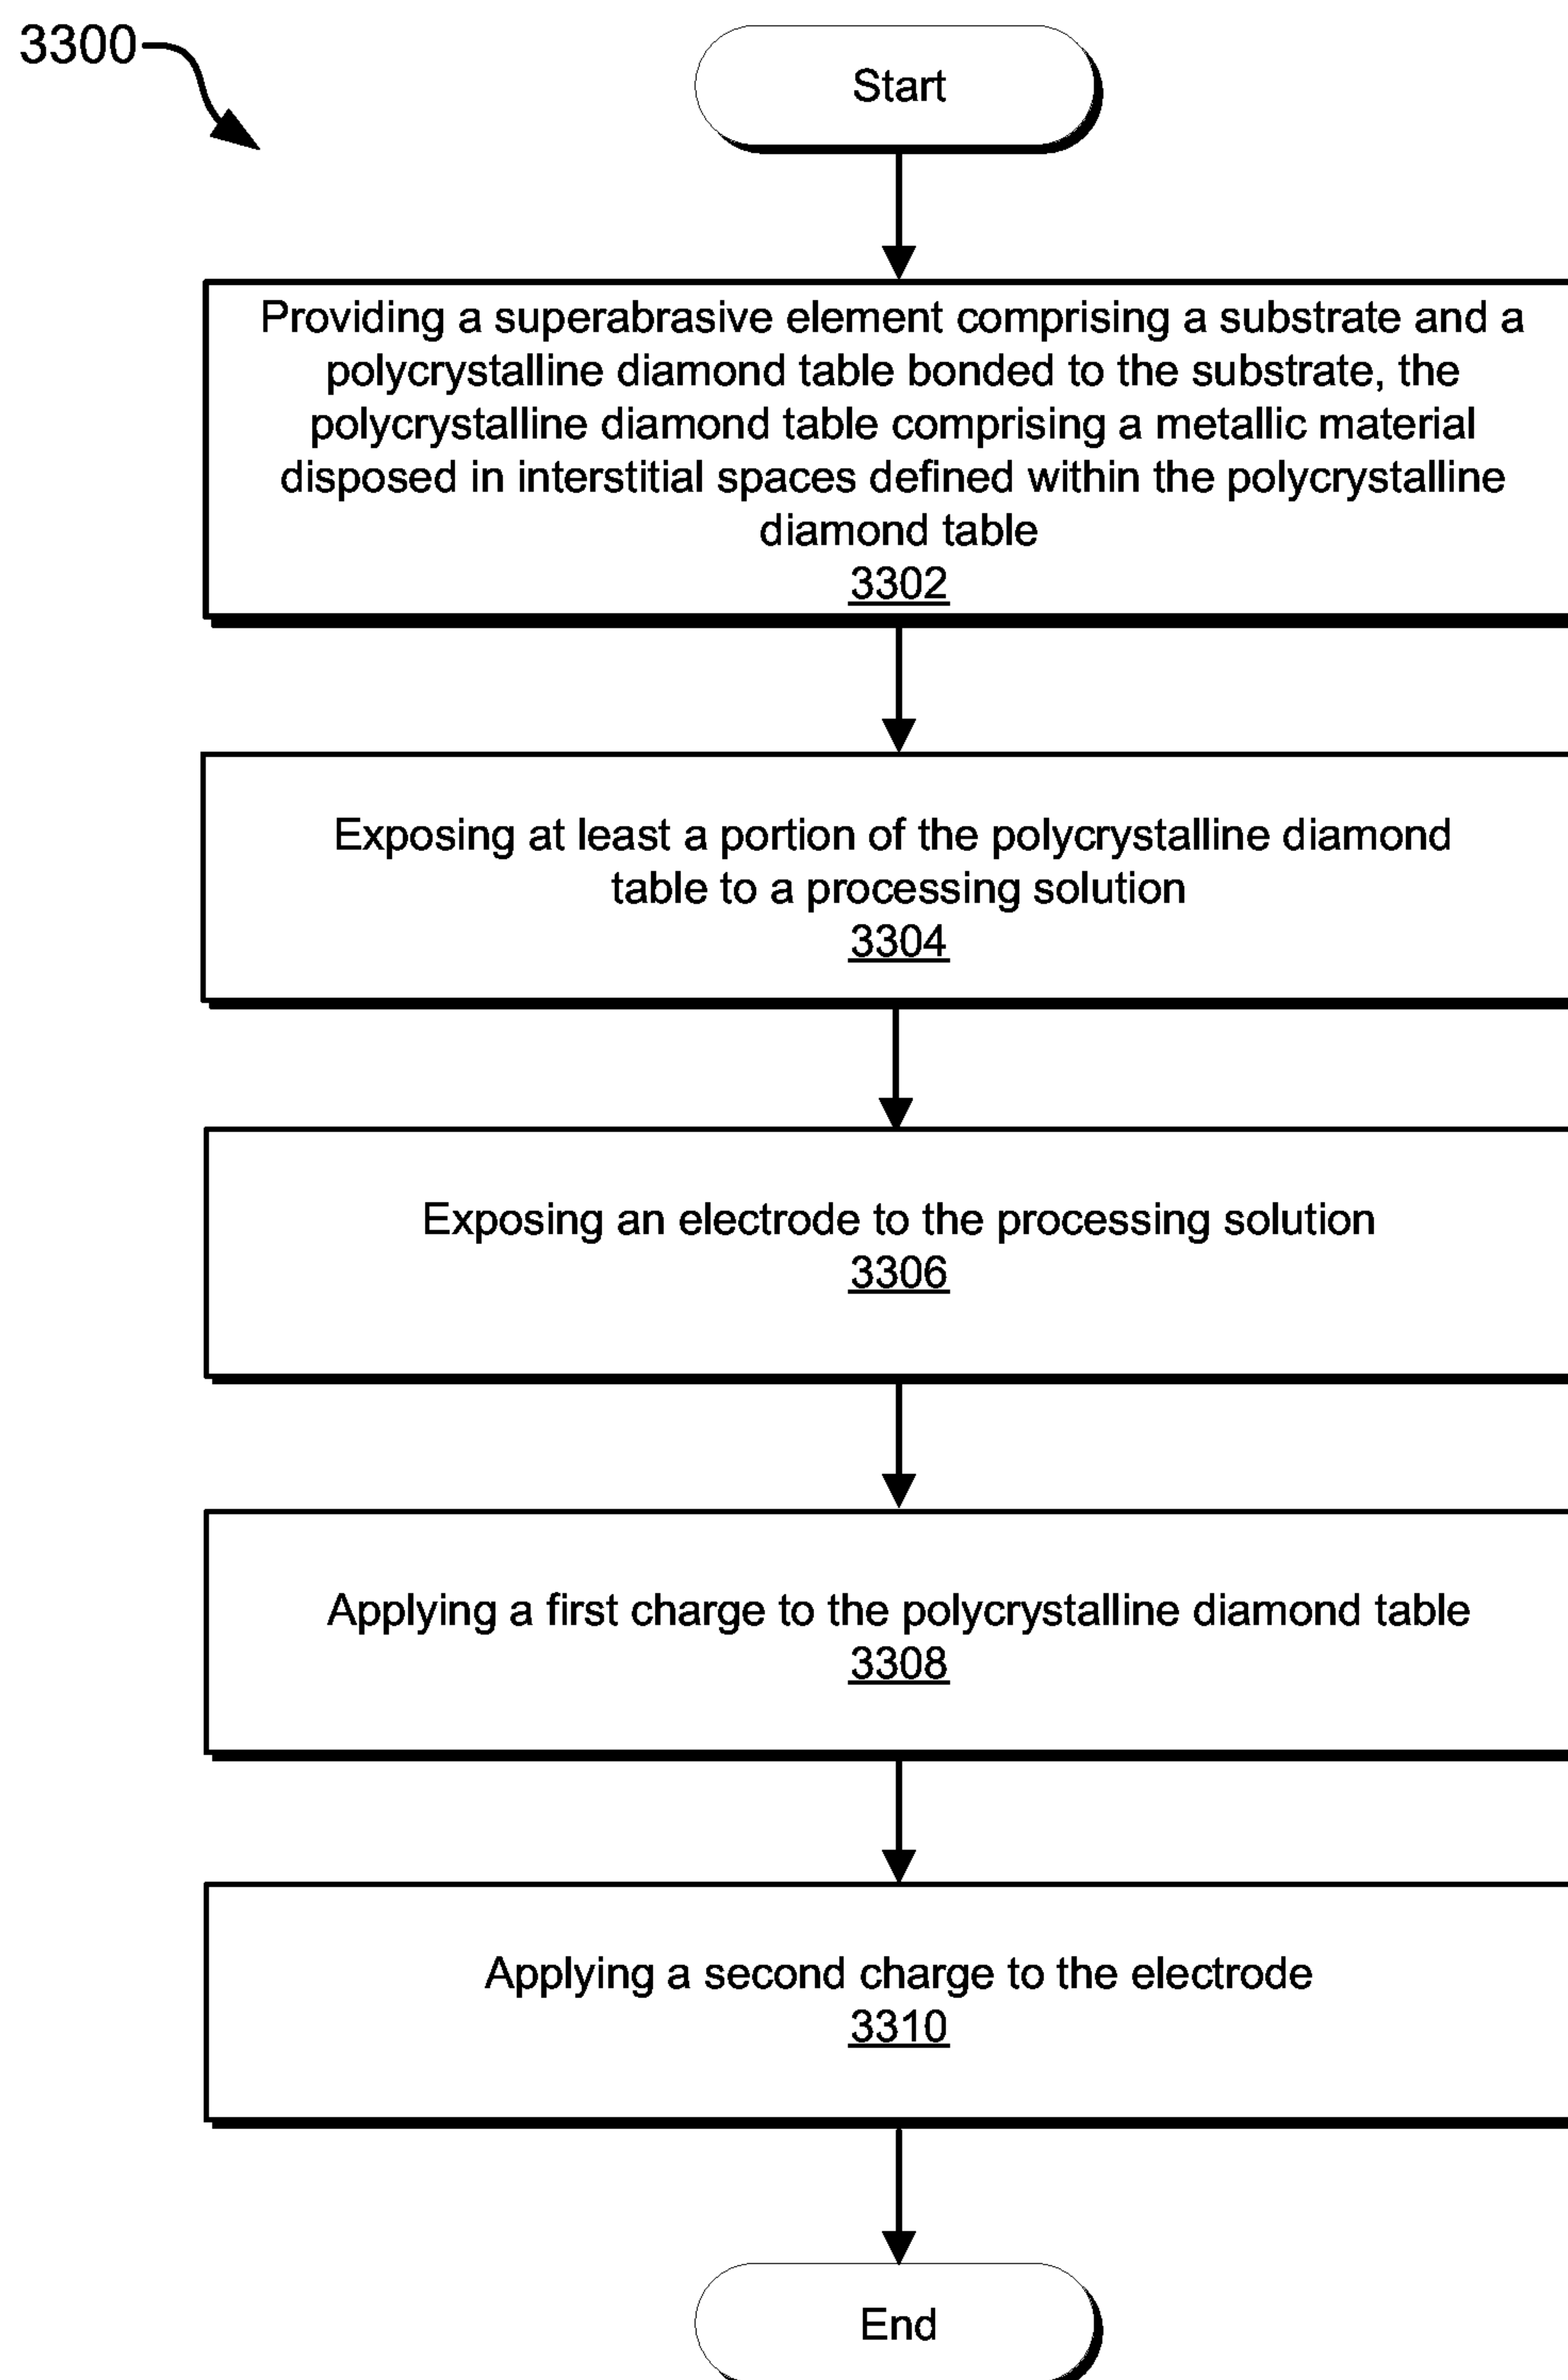 3300
Start
Providing a superabrasive element comprising a substrate and a
polycrystalline diamond table bonded to the substrate, the
polycrystalline diamond table comprising a metallic material
disposed in interstitial spaces defined within the polycrystalline
diamond table
3302
Exposing at least a portion of the polycrystalline diamond
table to a processing solution
3304
Exposing an electrode to the processing solution
3306
Applying a first charge to the polycrystalline diamond table
3308
Applying a second charge to the electrode
3310
End